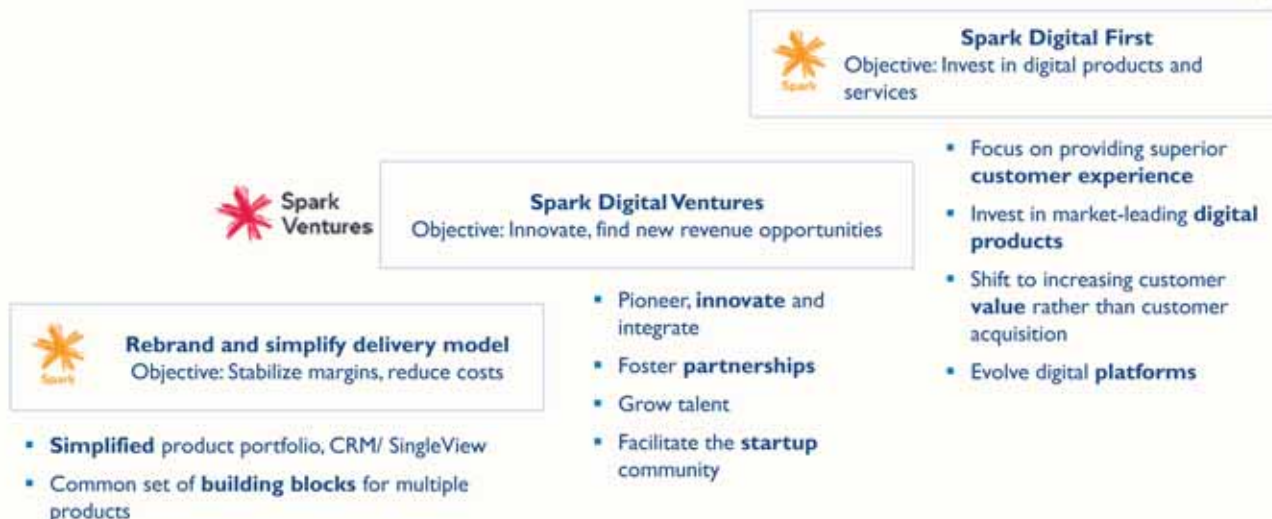 Spark
Spark Digital First
Objective: Invest in digital products and
services
Focus on providing superior
customer experience
Invest in market-leading digital
products
Shift to increasing customer
value rather than customer
acquisition
Evolve digital platforms
Spark
Ventures
Spark Digital Ventures
Objective: Innovate, find new revenue opportunities
Pioneer, innovate and
integrate
Foster partnerships
Grow talent
Facilitate the startup
community
Spark
Rebrand and simplify delivery model
Objective: Stabilize margins, reduce costs
Simplified product portfolio, CRM/ SingleView
Common set of building blocks for multiple
products